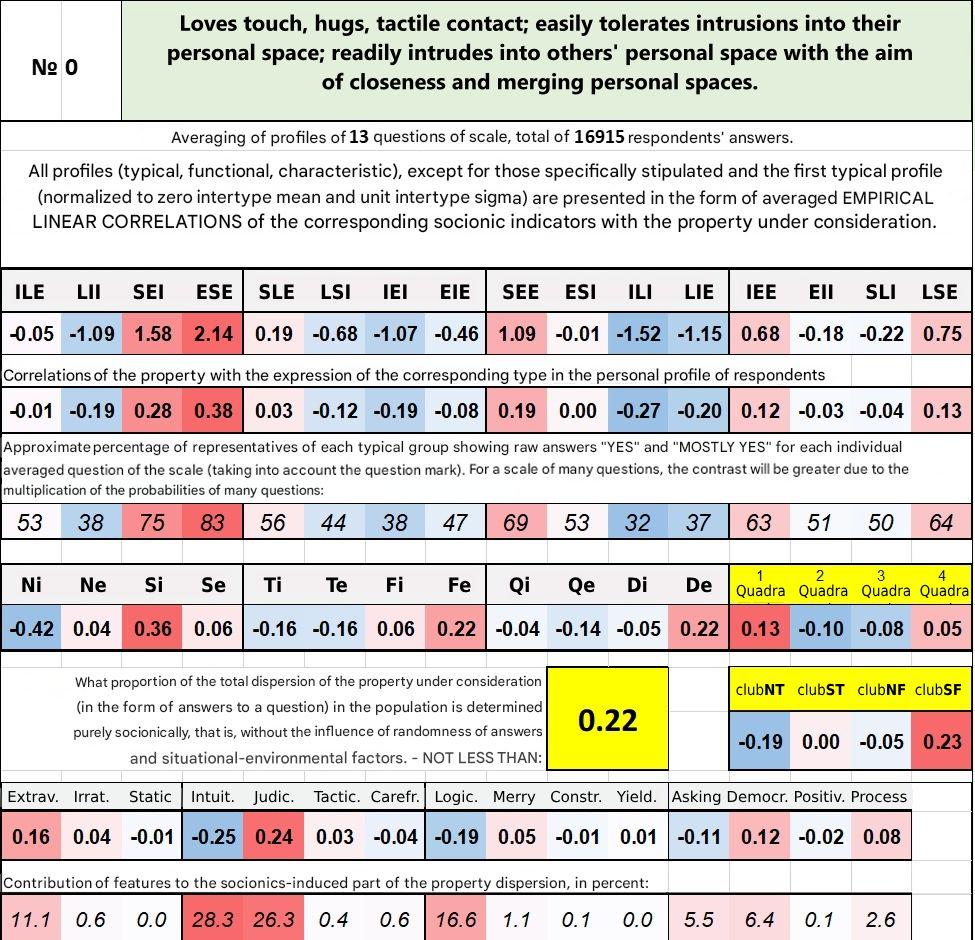 № 0
Loves touch, hugs, tactile contact; easily tolerates intrusions into their
personal space; readily intrudes into others' personal space with the aim
of closeness and merging personal spaces.
Averaging of profiles of 13 questions of scale, total of 16915 respondents' answers.
All profiles (typical, functional, characteristic), except for those specifically stipulated and the first typical profile
(normalized to zero intertype mean and unit intertype sigma) are presented in the form of averaged EMPIRICAL
LINEAR CORRELATIONS of the corresponding socionic indicators with the property under consideration.
ILE LII SEI ESE SLE LSI IEI EIE SEE ESI ILI LIE IEE EII SLI LSE
-0.05 -1.09 1.58 2.14 0.19 -0.68 -1.07 -0.46 1.09 -0.01 -1.52 -1.15 0.68 -0.18 -0.22 0.75
Correlations of the property with the expression of the corresponding type in the personal profile of respondents
-0.01 -0.19 0.28 0.38 0.03 -0.12 -0.19 -0.08 0.19 0.00 -0.27 -0.20 0.12 -0.03 -0.04 0.13
Approximate percentage of representatives of each typical group showing raw answers "YES" and "MOSTLY YES" for each individual
averaged question of the scale (taking into account the question mark). For a scale of many questions, the contrast will be greater due to the
multiplication of the probabilities of many questions:
53 38 75 83 56 44 38 47 69 53 32 37 63 51 50 64
Ni Ne Si Se Ti Te Fi Fe Qi Qe Di De 1 Quadra 2 Quadra 3 Quadra 4 Quadra
-0.42 0.04 0.36 0.06 -0.16 -0.16 0.06 0.22 -0.04 -0.14 -0.05 0.22 0.13 -0.10 -0.08 0.05
What proportion of the total dispersion of the property under consideration
(in the form of answers to a question) in the population is determined
purely socionically, that is, without the influence of randomness of answers
and situational-environmental factors. - NOT LESS THAN:
0.22
clubNT clubST clubNF clubSF
-0.19 0.00 -0.05 0.23
Extrav. Irrat. Static Intuit. Judic. Tactic. Carefr. Logic. Merry Constr. Yield. Asking Democr. Positiv. Process
0.16 0.04 -0.01 -0.25 0.24 0.03 -0.04 -0.19 0.05 -0.01 0.01 -0.11 0.12 -0.02 0.08
Contribution of features to the socionics-induced part of the property dispersion, in percent:
11.1 0.6 0.0 28.3 26.3 0.4 0.6 16.6 1.1 0.1 0.0 5.5 6.4 0.1 2.6